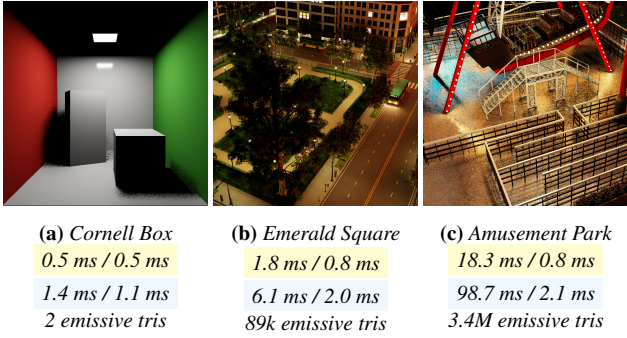 (a) Cornell Box
0.5 ms / 0.5 ms
1.4 ms / 1.1 ms
2 emissive tris
(b) Emerald Square
1.8 ms / 0.8 ms
6.1 ms / 2.0 ms
89k emissive tris
(c) Amusement Park
18.3 ms / 0.8 ms
98.7 ms / 2.1 ms
3.4M emissive tris